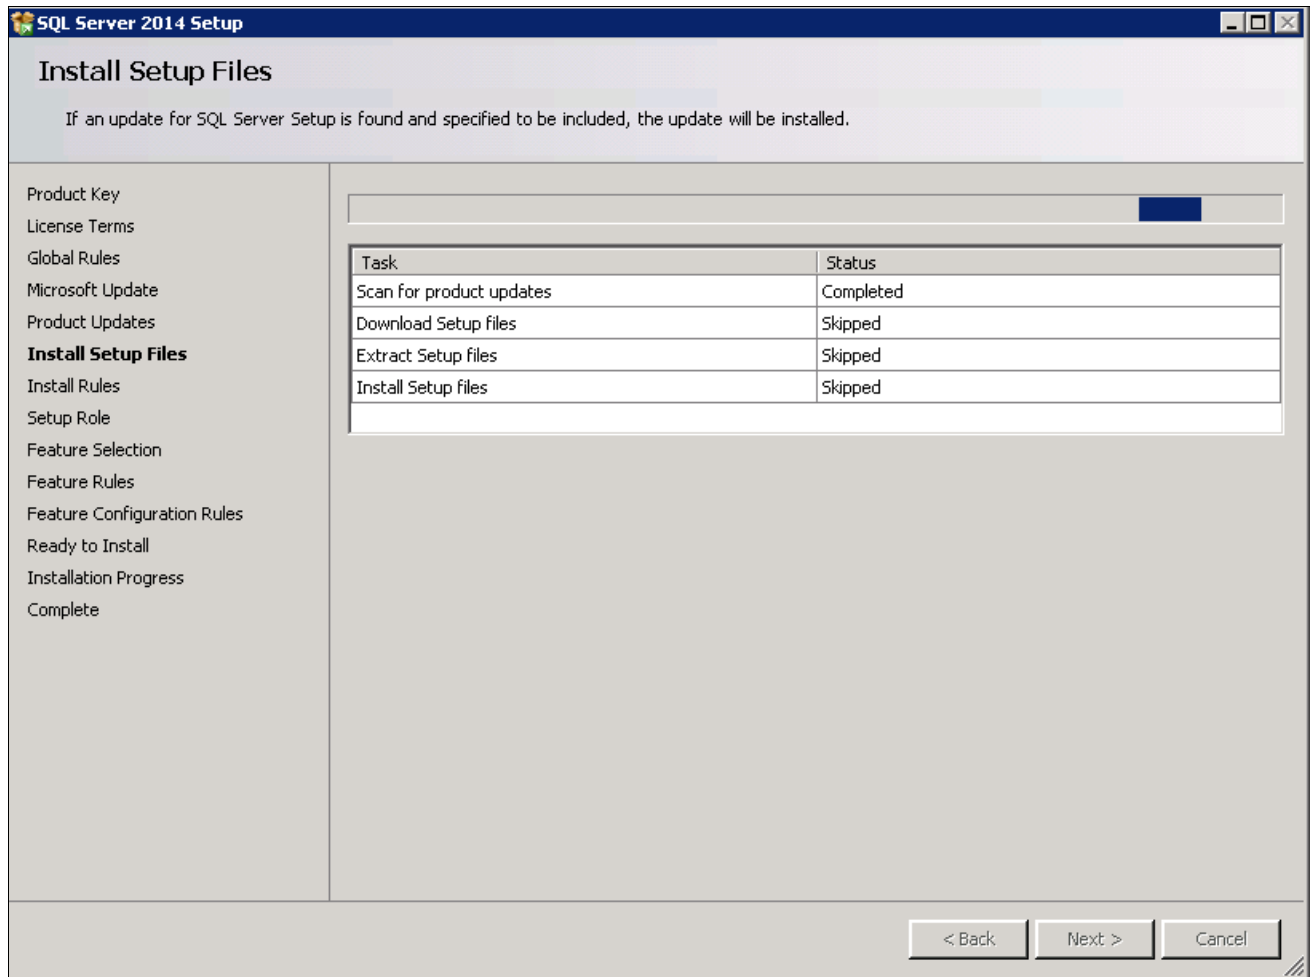 SQL Server 2014 Setup
Install Setup Files
If an update for SQL Server Setup is found and specified to be included, the update will be installed.
Product Key
License Terms
Global Rules
Microsoft Update
Product Updates
Install Setup Files
Install Rules
Setup Role
Feature Selection
Feature Rules
Feature Configuration Rules
Ready to Install
Installation Progress
Complete
Task Status
Scan for product updates Completed
Download Setup files Skipped
Extract Setup files Skipped
Install Setup files Skipped
< Back Next > Cancel